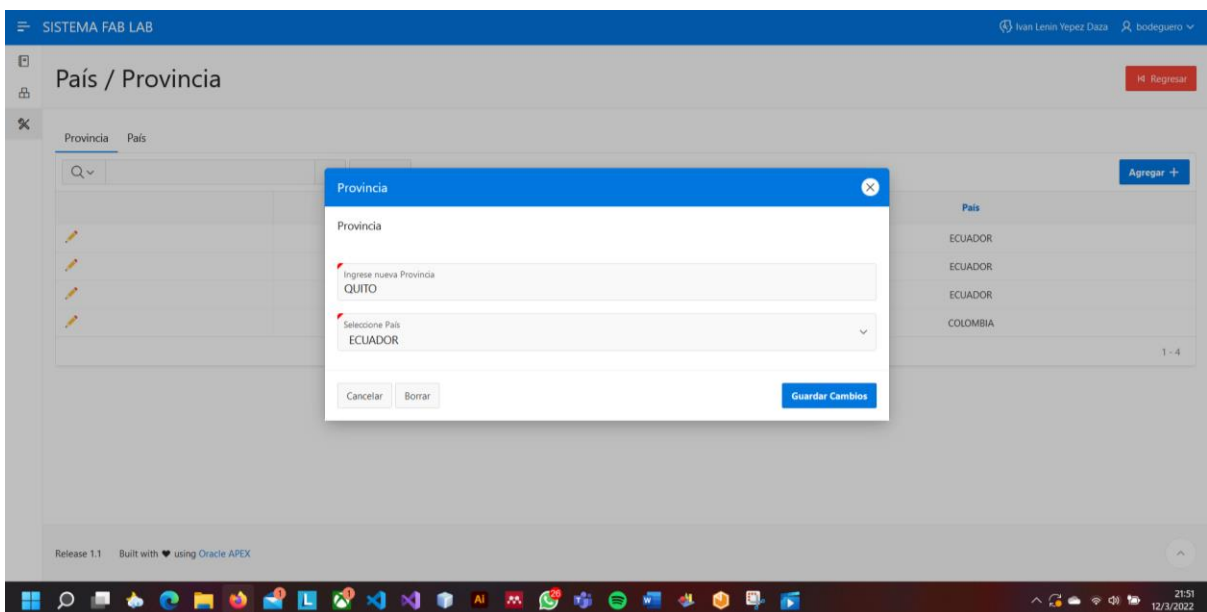 SISTEMA FAB LAB
Ivan Lenin Yepez Daza bodeguero
País / Provincia
Regresar
Provincia País
Agregar +
Provincia
País
Provincia
ECUADOR
ECUADOR
Ingrese nueva Provincia
QUITO
ECUADOR
Seleccione País
ECUADOR
COLOMBIA
1 - 4
Cancelar Borrar Guardar Cambios
Release 1.1 Built with ♥ using Oracle APEX
21:51
12/3/2022